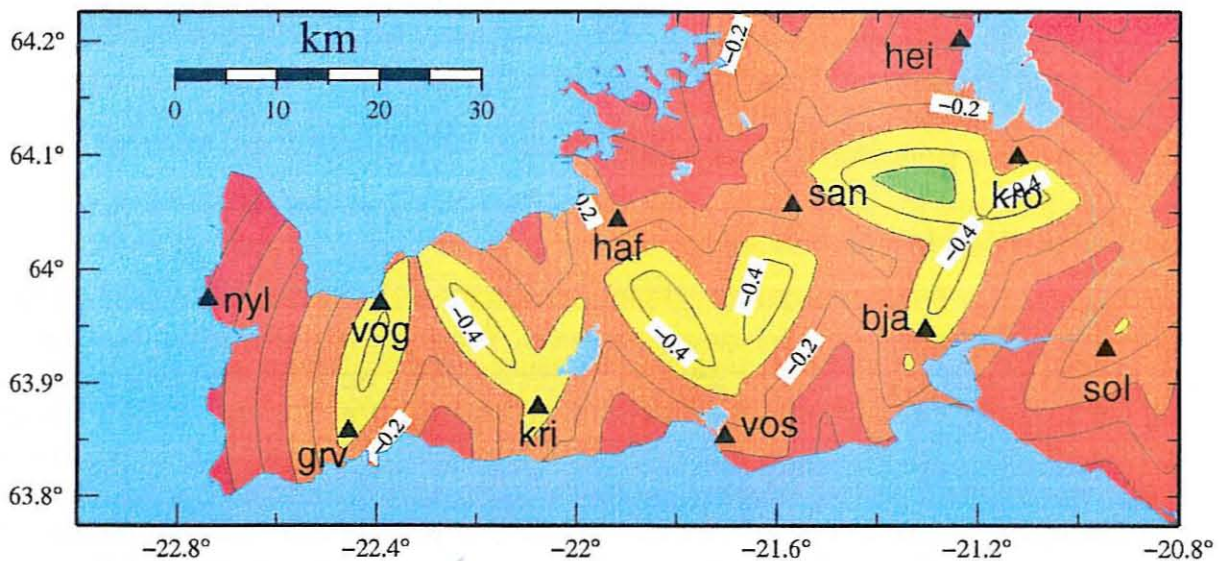 64.2°
64.1°
64°
63.9°
63.8°
km
0 10 20 30
-0.2
hei
-0.2
san
kro
-0.4
0.2
haf
-0.4
nyl
vog
-0.4
-0.4
-0.4
bja
-0.2
sol
grv
-0.2
kri
vos
-22.8° -22.4° -22° -21.6° -21.2° -20.8°